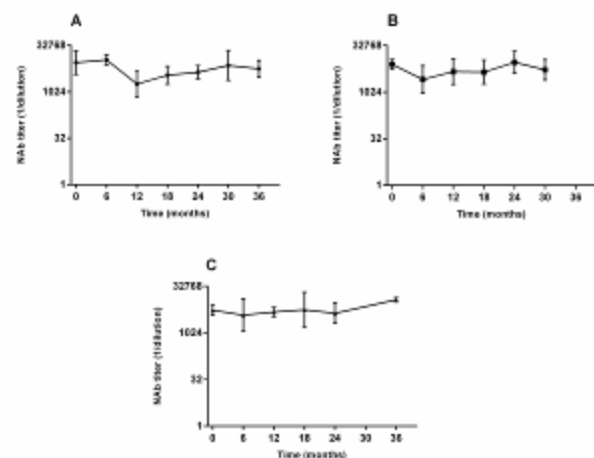 A
32768
1024
32
1
NAb titer (1/dilution)
0 6 12 18 24 30 36
Time (months)
B
32768
1024
32
1
NAb titer (1/dilution)
0 6 12 18 24 30 36
Time (months)
C
32768
1024
32
1
NAb titer (1/dilution)
0 6 12 18 24 30 36
Time (months)